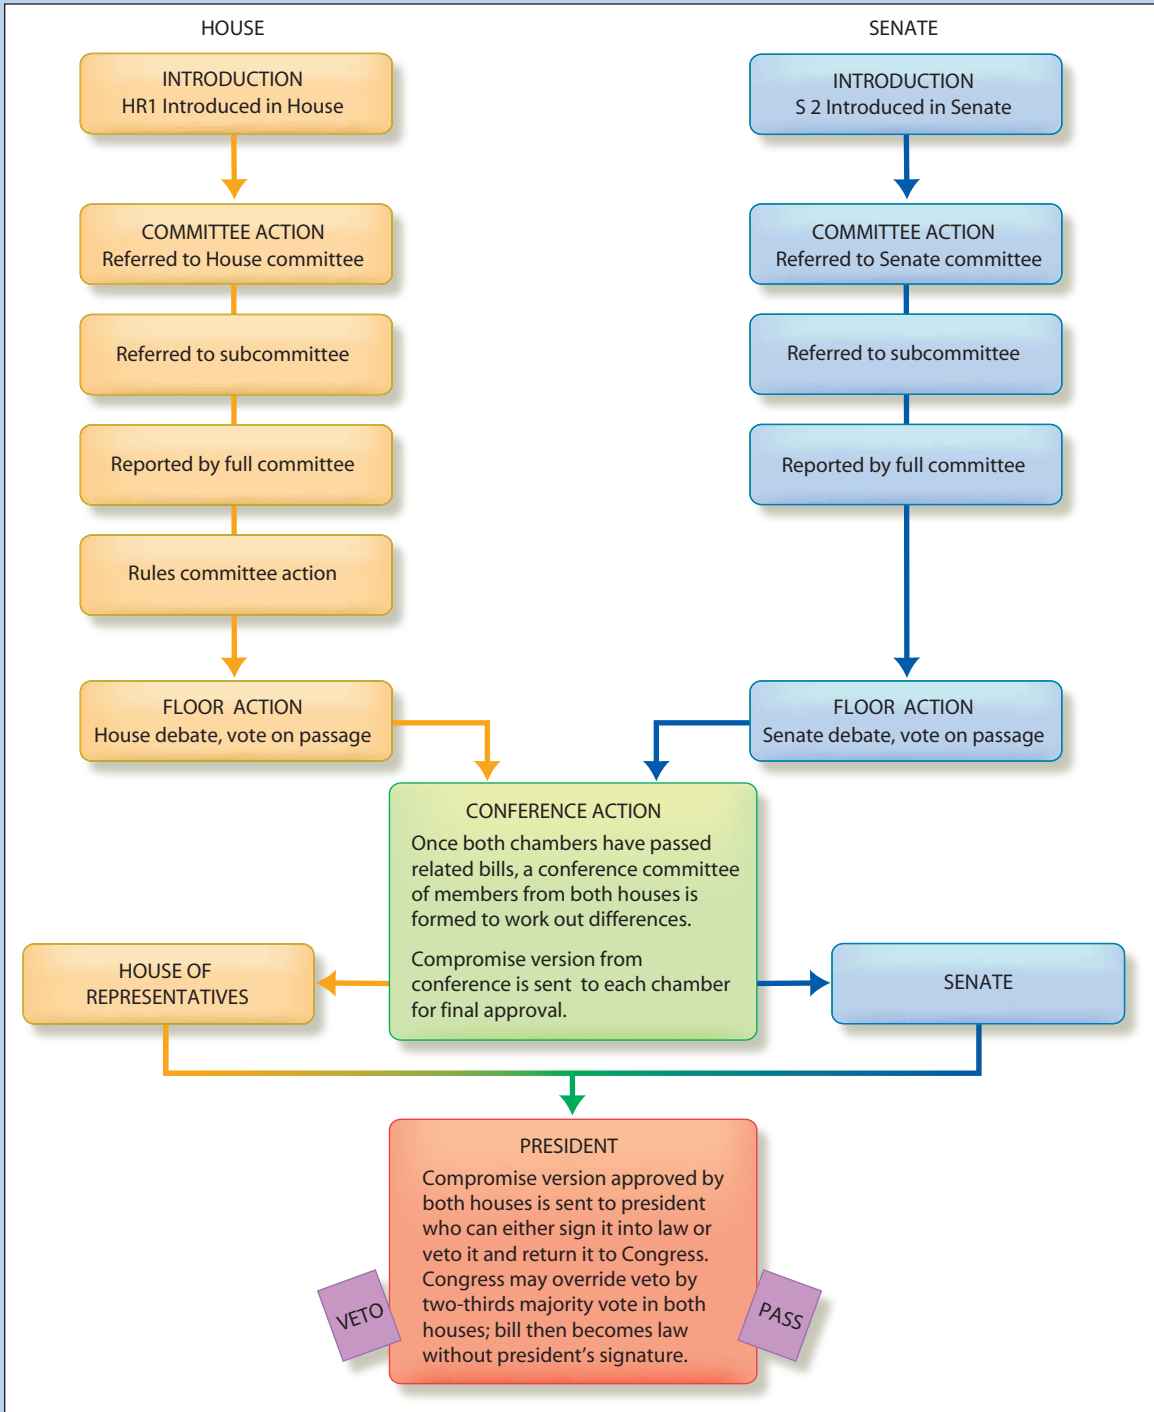 HOUSE
INTRODUCTION
HR1 Introduced in House
COMMITTEE ACTION
Referred to House committee
Referred to subcommittee
Reported by full committee
Rules committee action
FLOOR ACTION
House debate, vote on passage
SENATE
INTRODUCTION
S 2 Introduced in Senate
COMMITTEE ACTION
Referred to Senate committee
Referred to subcommittee
Reported by full committee
FLOOR ACTION
Senate debate, vote on passage
CONFERENCE ACTION
Once both chambers have passed
related bills, a conference committee
of members from both houses is
formed to work out differences.
Compromise version from
conference is sent to each chamber
for final approval.
HOUSE OF
REPRESENTATIVES
SENATE
PRESIDENT
Compromise version approved by
both houses is sent to president
who can either sign it into law or
veto it and return it to Congress.
Congress may override veto by
two-thirds majority vote in both
houses; bill then becomes law
without president's signature.
VETO
PASS